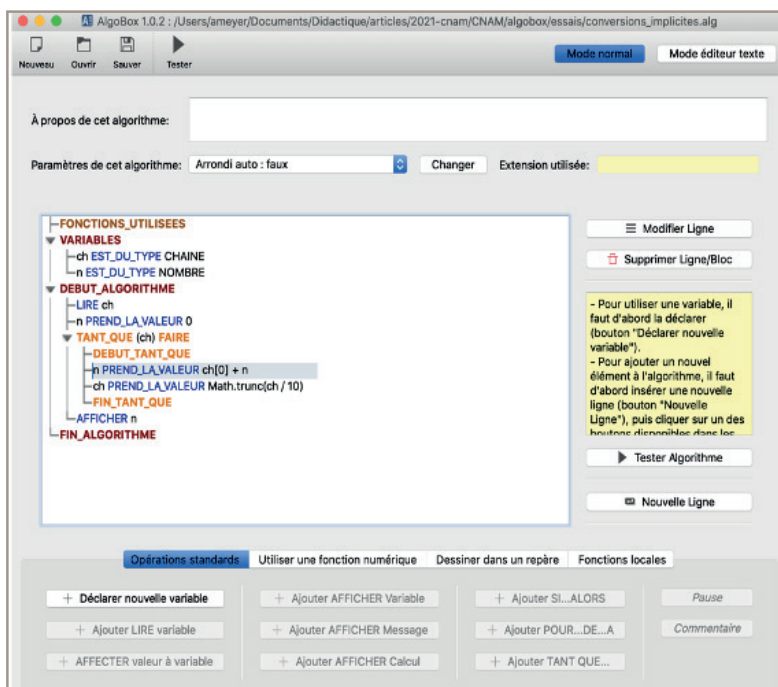 AlgoBox 1.0.2 : /Users/ameyer/Documents/Didactique/articles/2021-cnam/CNAM/algobox/essais/conversions_implicites.alg
Nouveau Ouvrir Sauver Tester
Mode normal Mode éditeur texte
À propos de cet algorithme:
Paramètres de cet algorithme: Arrondi auto : faux Changer Extension utilisée:
FONCTIONS_UTILISEES
VARIABLES
ch EST_DU_TYPE CHAINE
n EST_DU_TYPE NOMBRE
DEBUT_ALGORITHME
LIRE ch
n PREND_LA_VALEUR 0
TANT_QUE (ch) FAIRE
DEBUT_TANT_QUE
n PREND_LA_VALEUR ch[0] + n
ch PREND_LA_VALEUR Math.trunc(ch / 10)
FIN_TANT_QUE
AFFICHER n
FIN_ALGORITHME
Modifier Ligne
Supprimer Ligne/Bloc
- Pour utiliser une variable, il
faut d'abord la déclarer
(bouton "Déclarer nouvelle
variable").
- Pour ajouter un nouvel
élément à l'algorithme, il faut
d'abord insérer une nouvelle
ligne (bouton "Nouvelle
Ligne"), puis cliquer sur un des
boutons disponibles dans les
Tester Algorithme
Nouvelle Ligne
Opérations standards Utiliser une fonction numérique Dessiner dans un repère Fonctions locales
+ Déclarer nouvelle variable + Ajouter AFFICHER Variable + Ajouter SI...ALORS Pause
+ Ajouter LIRE variable + Ajouter AFFICHER Message + Ajouter POUR...DE...A Commentaire
+ AFFECTER valeur à variable + Ajouter AFFICHER Calcul + Ajouter TANT QUE...